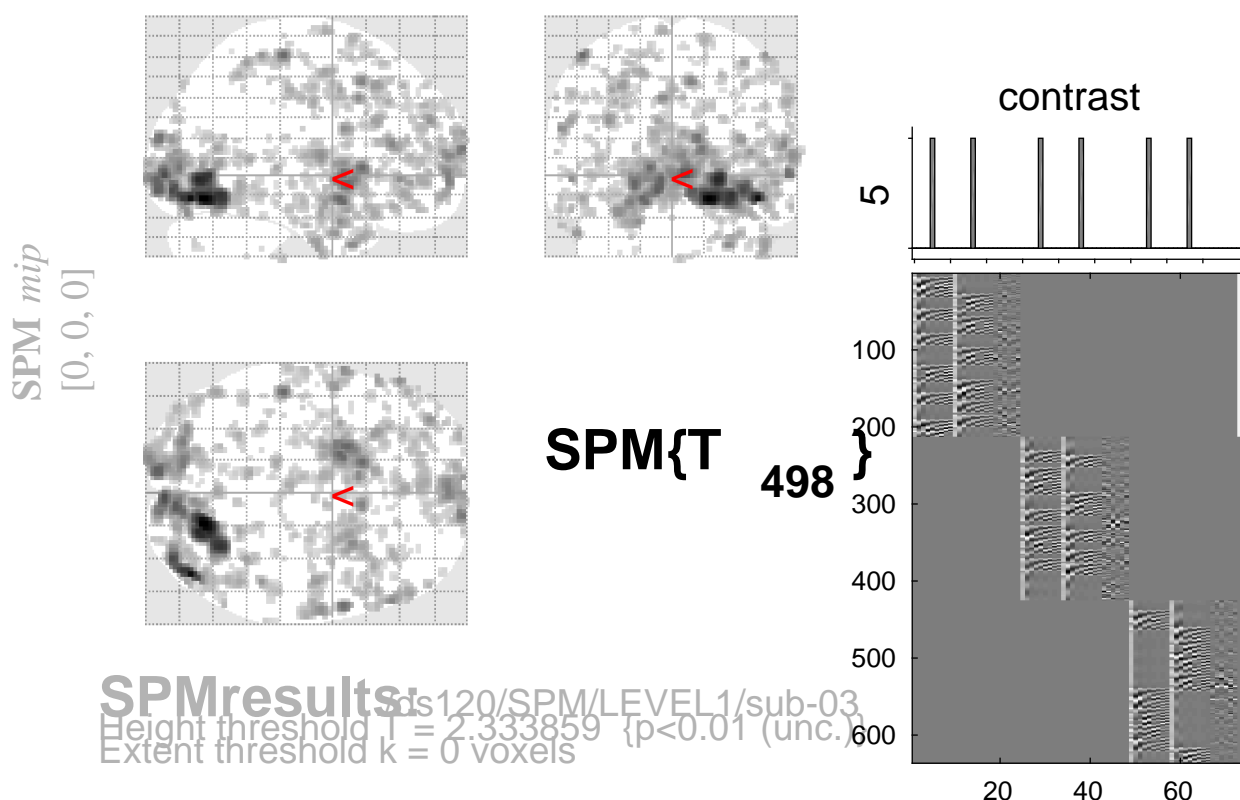 SPM mip
[0, 0, 0]
<
<
<
SPM{T498}
contrast
5
100
200
300
400
500
600
20 40 60
SPMresults: /ds120/SPM/LEVEL1/sub-03
Height threshold T = 2.333859 {p<0.01 (unc.)}
Extent threshold k = 0 voxels